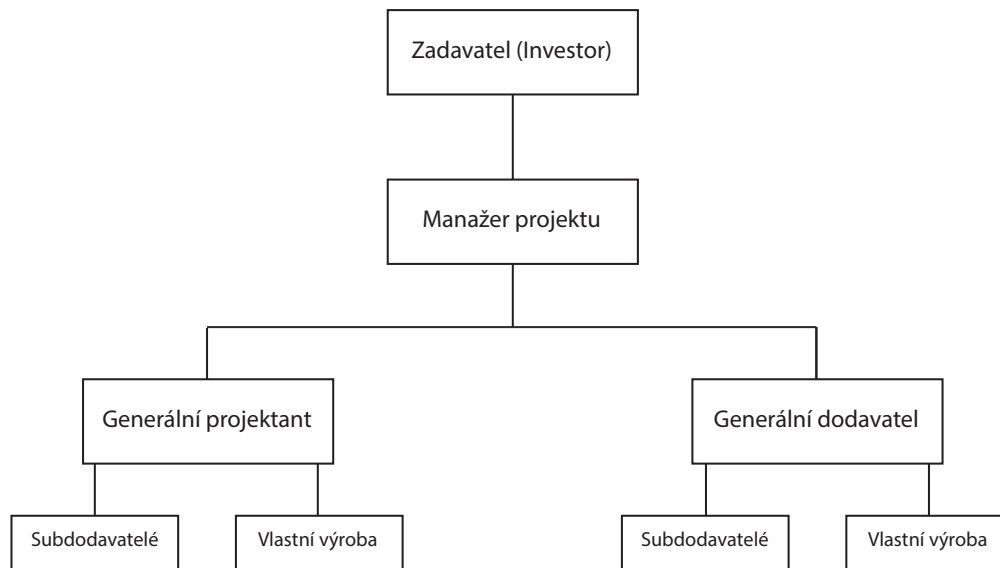 Zadavatel (Investor)
Manažer projektu
Generální projektant
Generální dodavatel
Subdodavatelé
Vlastní výroba
Subdodavatelé
Vlastní výroba